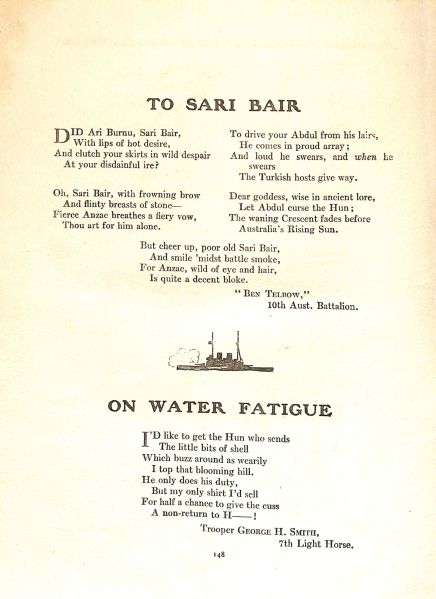 TO SARI BAIR
DID Ari Burnu, Sari Bair,
With lips of hot desire,
And clutch your skirts in wild despair
At your disdainful ire?
Oh, Sari Bair, with frowning brow
And flinty breasts of stone—
Fierce Anzac breathes a fiery vow,
Thou art for him alone.
To drive your Abdul from his lairs,
He comes in proud array;
And loud he swears, and when he
swears
The Turkish hosts give way.
Dear goddess, wise in ancient lore,
Let Abdul curse the Hun;
The waning Crescent fades before
Australia's Rising Sun.
But cheer up, poor old Sari Bair,
And smile 'midst battle smoke,
For Anzac, wild of eye and hair,
Is quite a decent bloke.
"Ben Telbow,"
10th Aust. Battalion.
ON WATER FATIGUE
I'D like to get the Hun who sends
The little bits of shell
Which buzz around as wearily
I top that blooming hill.
He only does his duty,
But my only shirt I'd sell
For half a chance to give the cuss
A non-return to H——!
Trooper George H. Smith,
7th Light Horse.
148